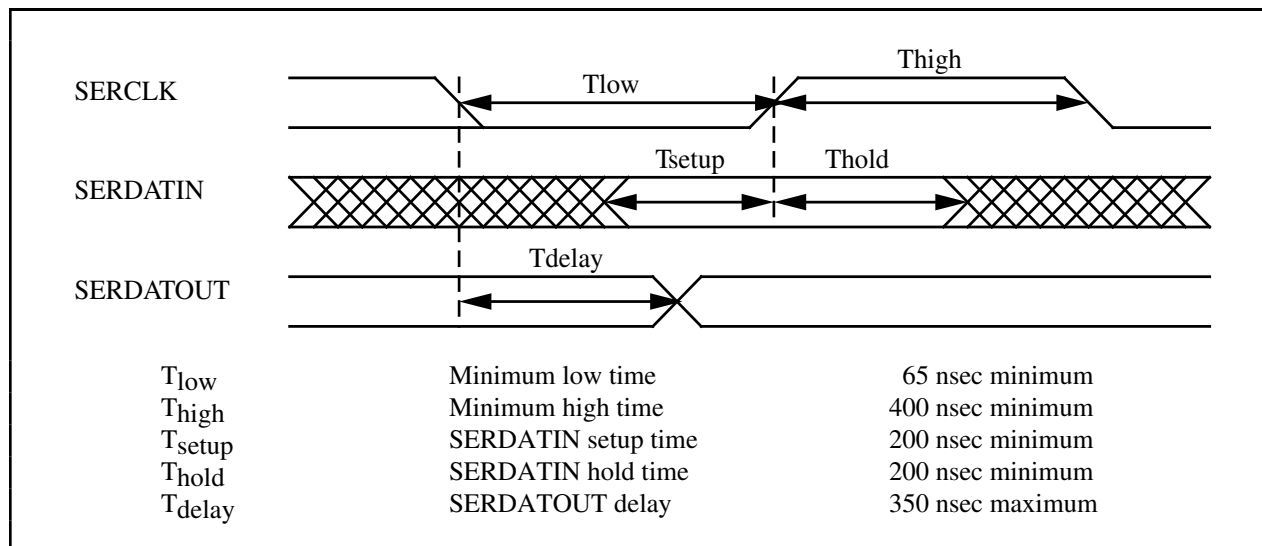 Thigh
SERCLK
Tlow
Tsetup
Thold
SERDATIN
Tdelay
SERDATOUT
Tlow Minimum low time 65 nsec minimum
Thigh Minimum high time 400 nsec minimum
Tsetup SERDATIN setup time 200 nsec minimum
Thold SERDATIN hold time 200 nsec minimum
Tdelay SERDATOUT delay 350 nsec maximum